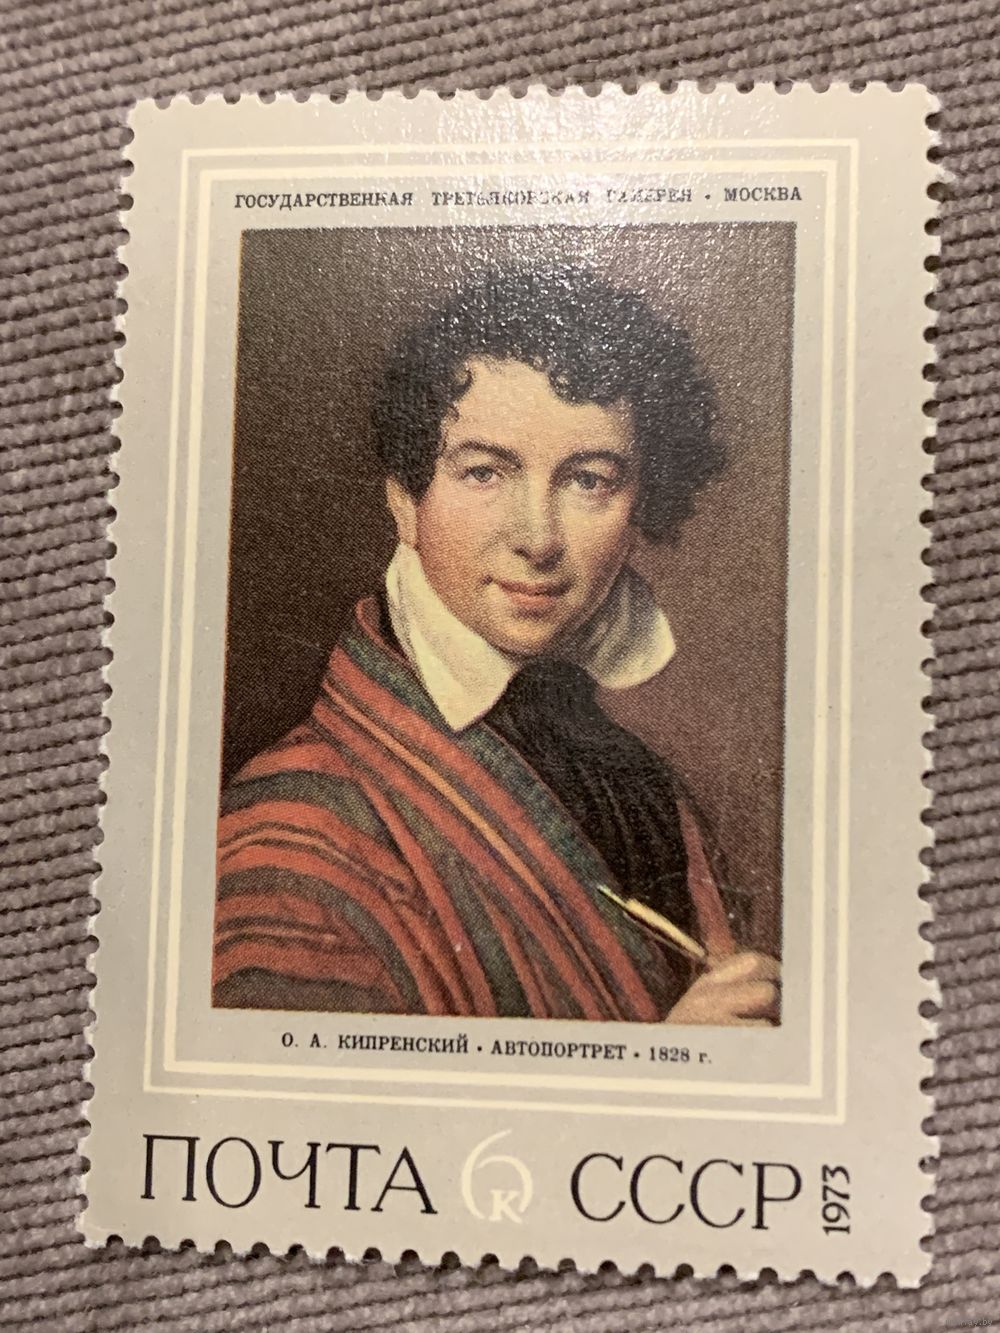 ГОСУДАРСТВЕННАЯ ТРЕТЬЯКОВСКАЯ ГАЛЕРЕЯ • МОСКВА
О. А. КИПРЕНСКИЙ • АВТОПОРТРЕТ • 1828 г.
ПОЧТА 6 к СССР 1973